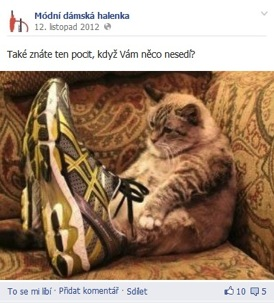 Módní dámská halenka
12. listopad 2012
Také znáte ten pocit, když Vám něco nesedí?
To se mi líbí · Přidat komentář · Sdílet 10 5